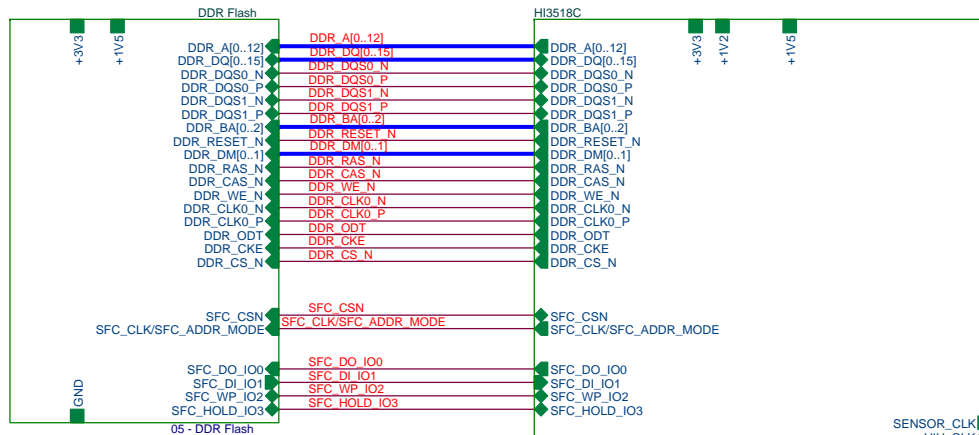 DDR Flash
HI3518C
+3V3
+1V5
+3V3
+1V2
+1V5
DDR_A[0..12] DDR_A[0..12] DDR_A[0..12]
DDR_DQ[0..15] DDR_DQ[0..15] DDR_DQ[0..15]
DDR_DQS0_N DDR_DQS0_N DDR_DQS0_N
DDR_DQS0_P DDR_DQS0_P DDR_DQS0_P
DDR_DQS1_N DDR_DQS1_N DDR_DQS1_N
DDR_DQS1_P DDR_DQS1_P DDR_DQS1_P
DDR_BA[0..2] DDR_BA[0..2] DDR_BA[0..2]
DDR_RESET_N DDR_RESET_N DDR_RESET_N
DDR_DM[0..1] DDR_DM[0..1] DDR_DM[0..1]
DDR_RAS_N DDR_RAS_N DDR_RAS_N
DDR_CAS_N DDR_CAS_N DDR_CAS_N
DDR_WE_N DDR_WE_N DDR_WE_N
DDR_CLK0_N DDR_CLK0_N DDR_CLK0_N
DDR_CLK0_P DDR_CLK0_P DDR_CLK0_P
DDR_ODT DDR_ODT DDR_ODT
DDR_CKE DDR_CKE DDR_CKE
DDR_CS_N DDR_CS_N DDR_CS_N
SFC_CSN SFC_CSN SFC_CSN
SFC_CLK/SFC_ADDR_MODE SFC_CLK/SFC_ADDR_MODE SFC_CLK/SFC_ADDR_MODE
SFC_DO_IO0 SFC_DO_IO0 SFC_DO_IO0
SFC_DI_IO1 SFC_DI_IO1 SFC_DI_IO1
SFC_WP_IO2 SFC_WP_IO2 SFC_WP_IO2
SFC_HOLD_IO3 SFC_HOLD_IO3 SFC_HOLD_IO3
GND
05 - DDR Flash
SENSOR_CLK